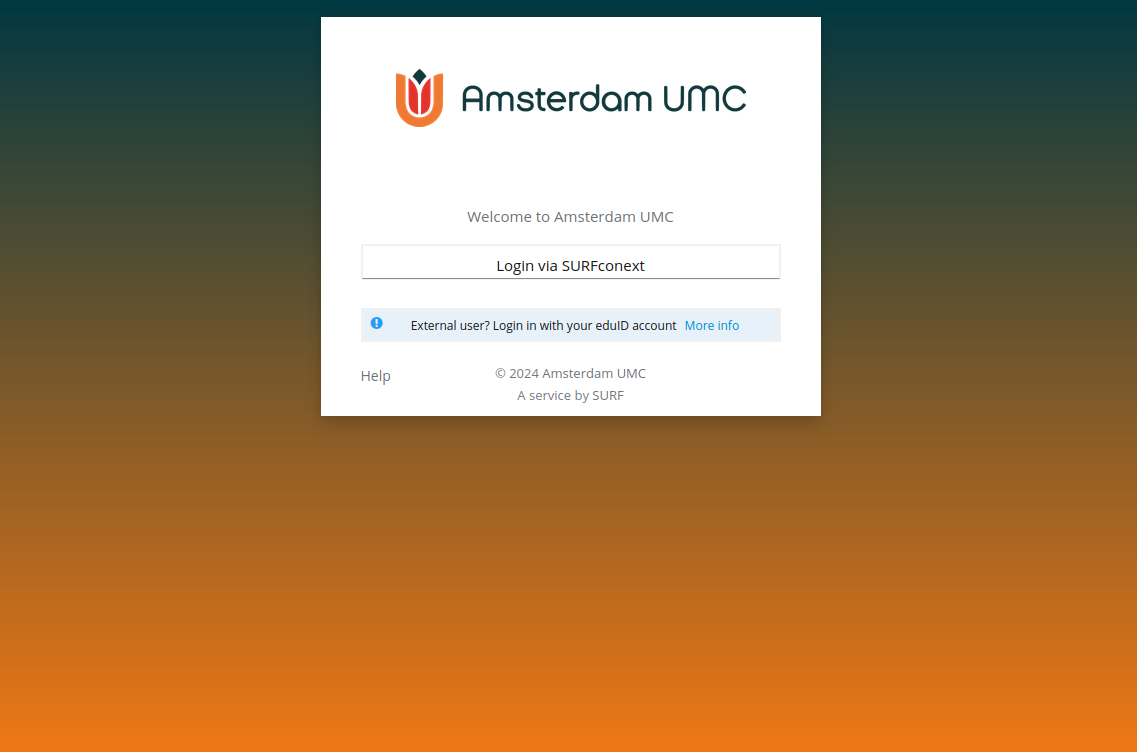 Amsterdam UMC
Welcome to Amsterdam UMC
Login via SURFconext
External user? Login in with your eduID account More info
Help
© 2024 Amsterdam UMC
A service by SURF